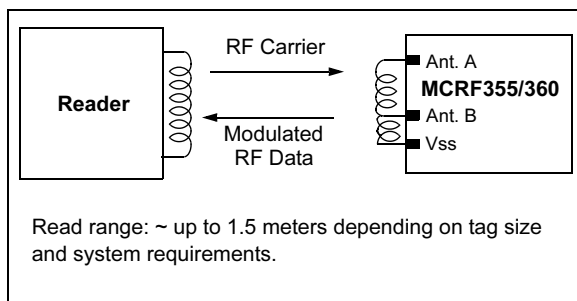 RF Carrier
Reader
Ant. A
MCRF355/360
Ant. B
Vss
Modulated
RF Data
Read range: ~ up to 1.5 meters depending on tag size
and system requirements.